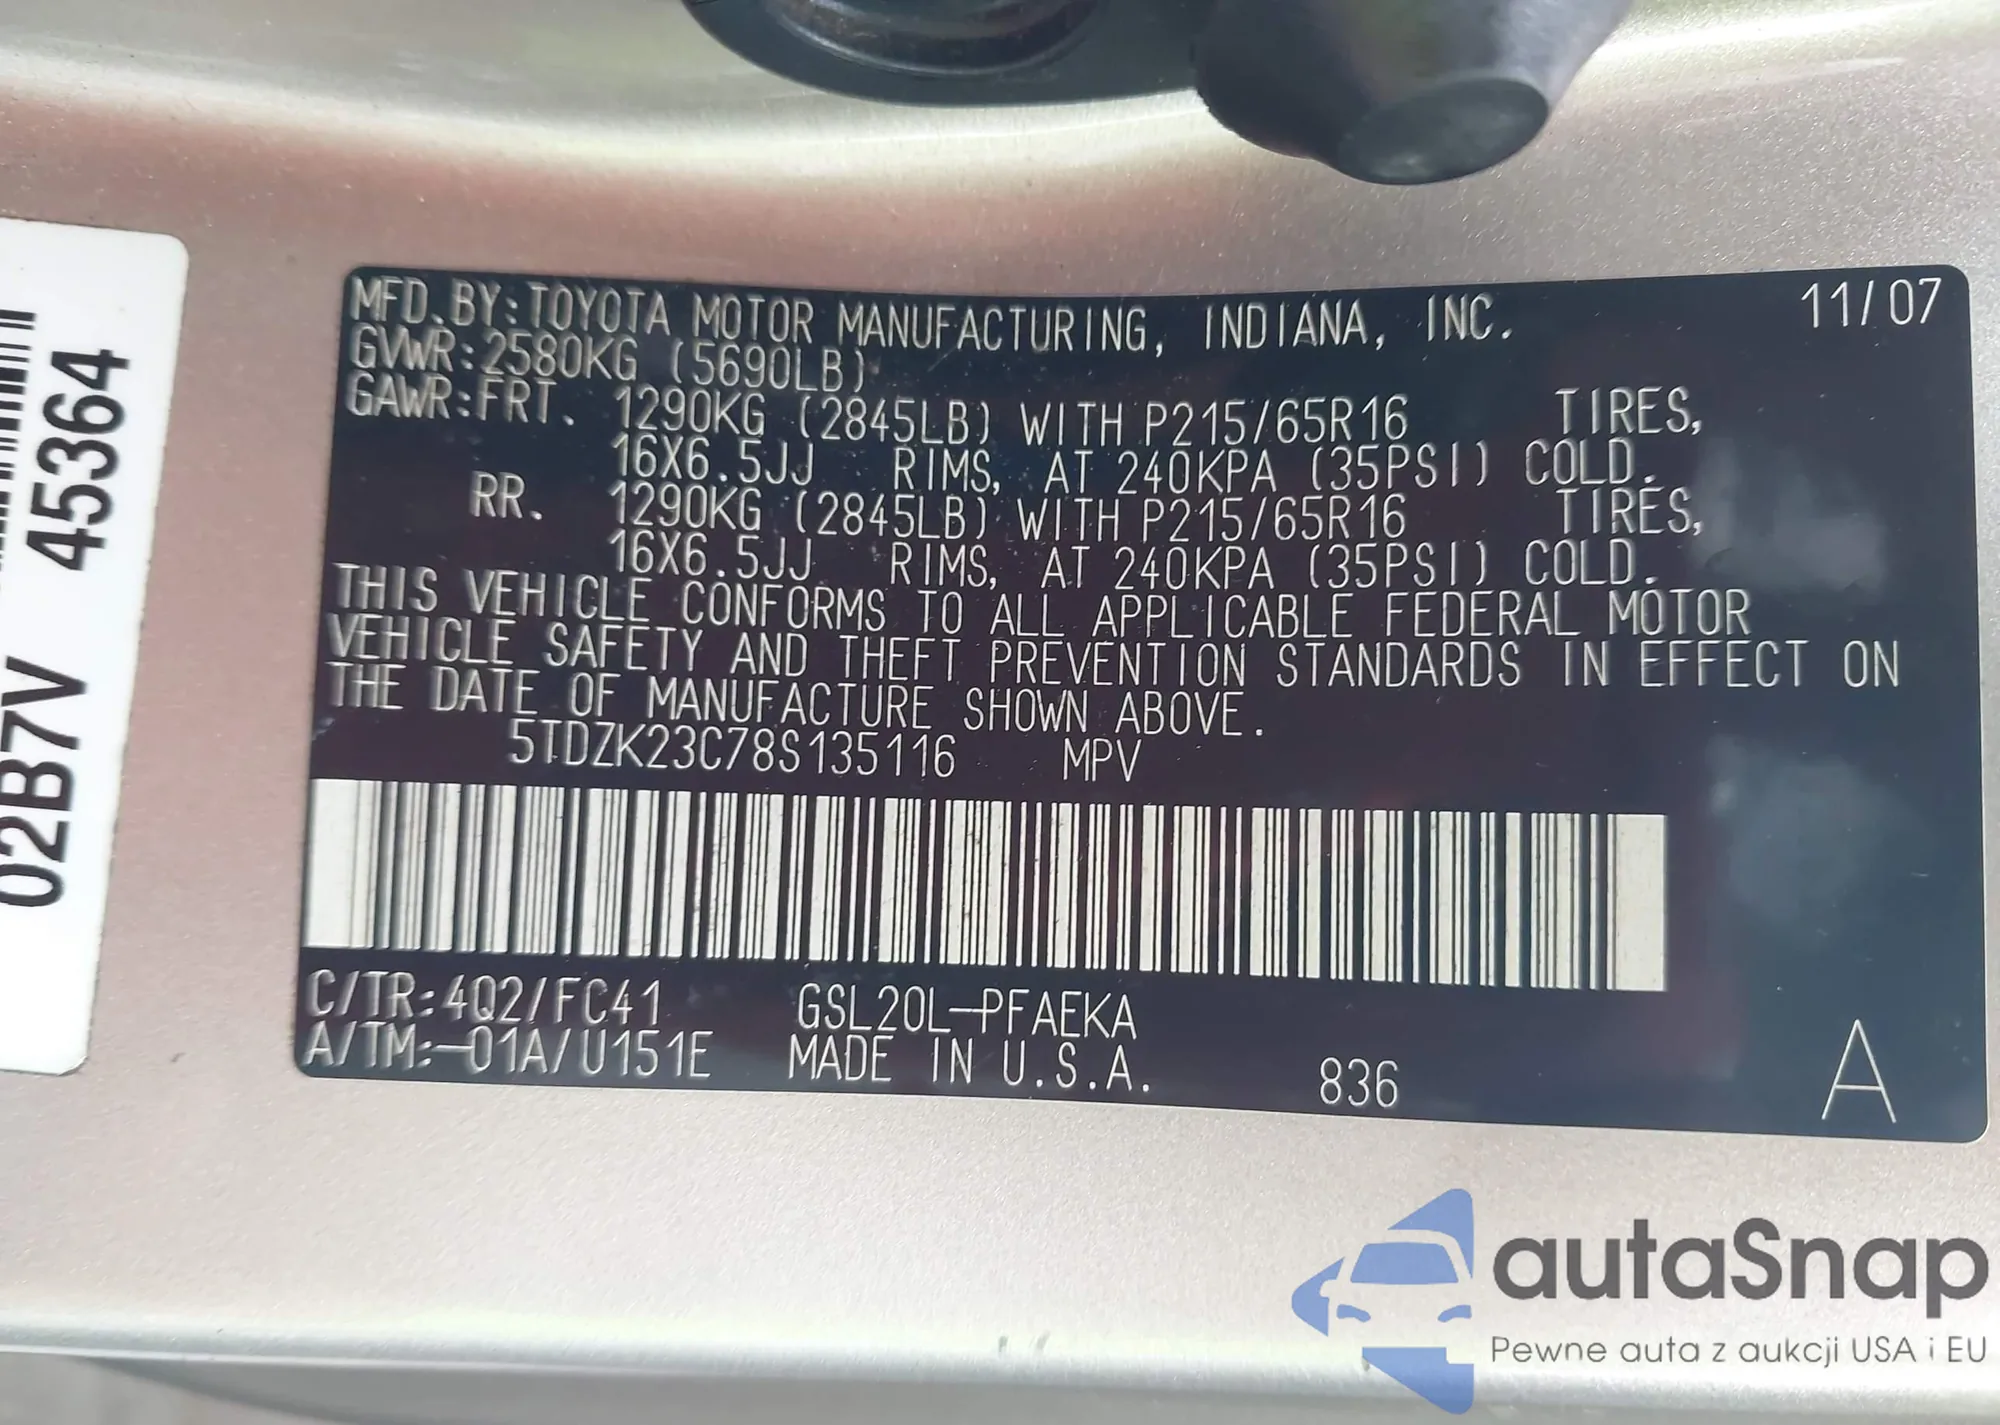 02B7V 45364
MFD.BY:TOYOTA MOTOR MANUFACTURING, INDIANA, INC. 11/07
GVWR:2580KG (5690LB)
GAWR:FRT. 1290KG (2845LB) WITH P215/65R16 TIRES,
16X6.5JJ RIMS, AT 240KPA (35PSI) COLD.
RR. 1290KG (2845LB) WITH P215/65R16 TIRES,
16X6.5JJ RIMS, AT 240KPA (35PSI) COLD.
THIS VEHICLE CONFORMS TO ALL APPLICABLE FEDERAL MOTOR
VEHICLE SAFETY AND THEFT PREVENTION STANDARDS IN EFFECT ON
THE DATE OF MANUFACTURE SHOWN ABOVE.
5TDZK23C78S135116 MPV
C/TR:4Q2/FC41 GSL20L-PFAEKA
A/TM:-01A/U151E MADE IN U.S.A. 836 A
autaSnap
Pewne auta z aukcji USA i EU